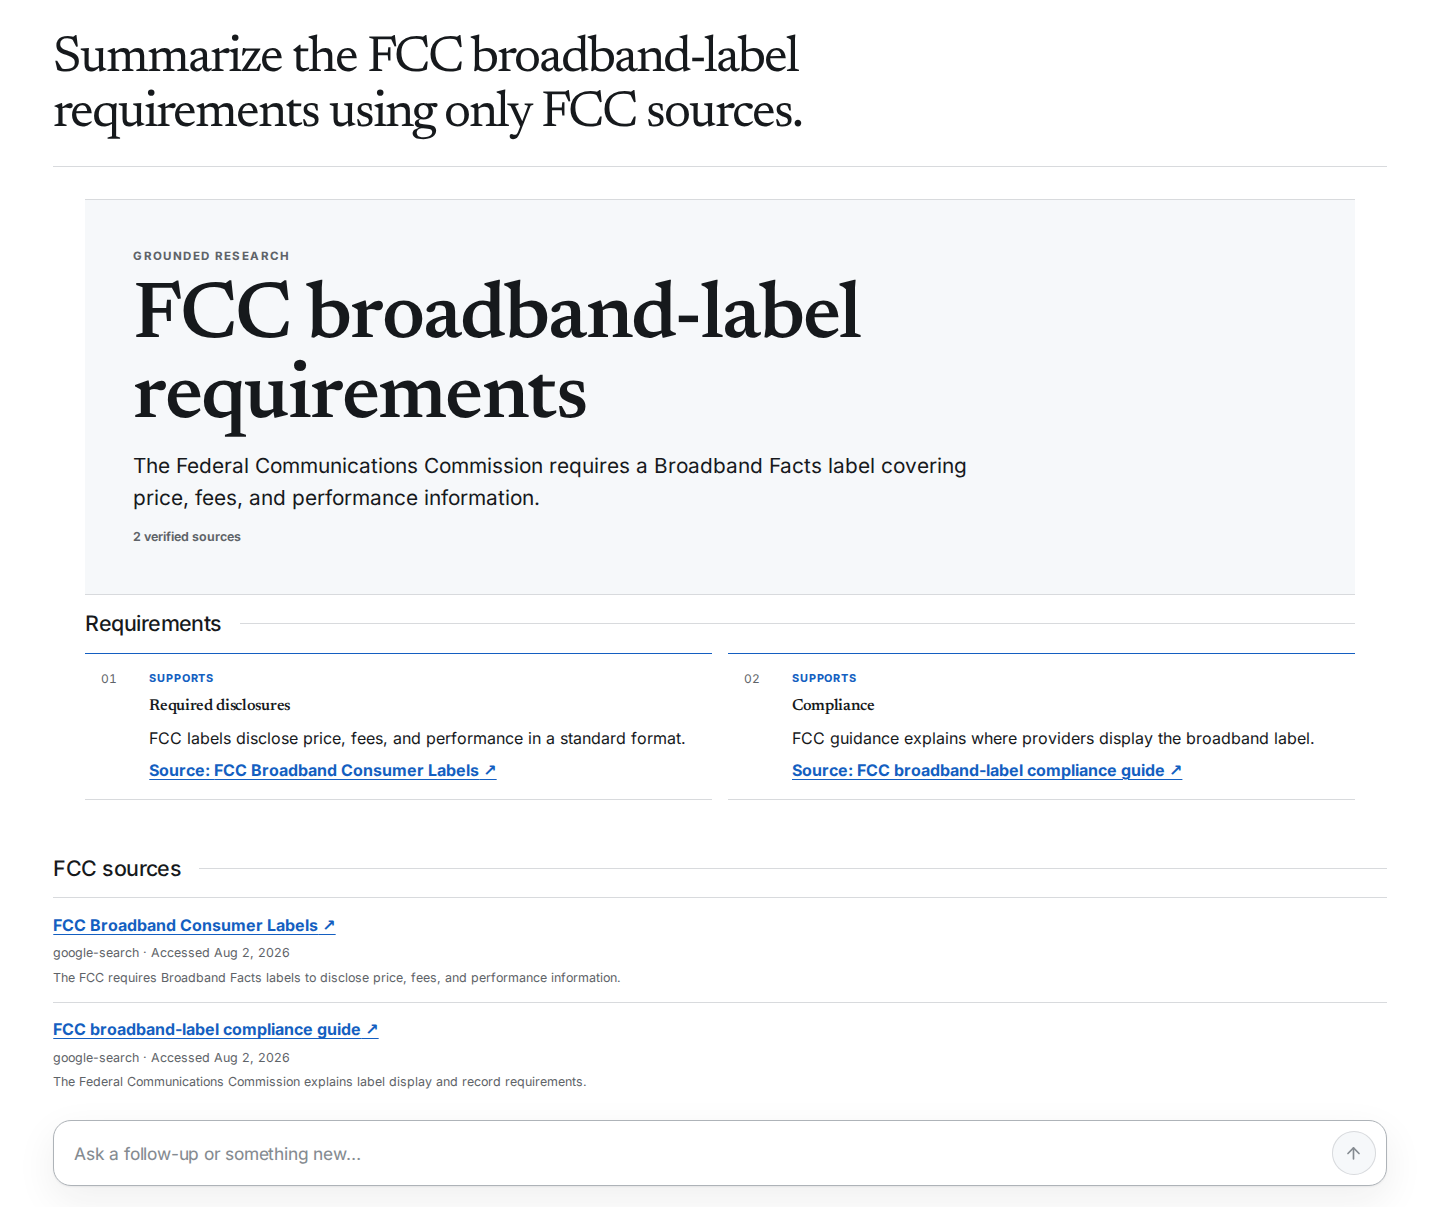 Summarize the FCC broadband-label
requirements using only FCC sources.
GROUNDED RESEARCH
FCC broadband-label
requirements
The Federal Communications Commission requires a Broadband Facts label covering
price, fees, and performance information.
2 verified sources
Requirements
01
SUPPORTS
Required disclosures
FCC labels disclose price, fees, and performance in a standard format.
Source: FCC Broadband Consumer Labels ↗
02
SUPPORTS
Compliance
FCC guidance explains where providers display the broadband label.
Source: FCC broadband-label compliance guide ↗
FCC sources
FCC Broadband Consumer Labels ↗
google-search · Accessed Aug 2, 2026
The FCC requires Broadband Facts labels to disclose price, fees, and performance information.
FCC broadband-label compliance guide ↗
google-search · Accessed Aug 2, 2026
The Federal Communications Commission explains label display and record requirements.
Ask a follow-up or something new...